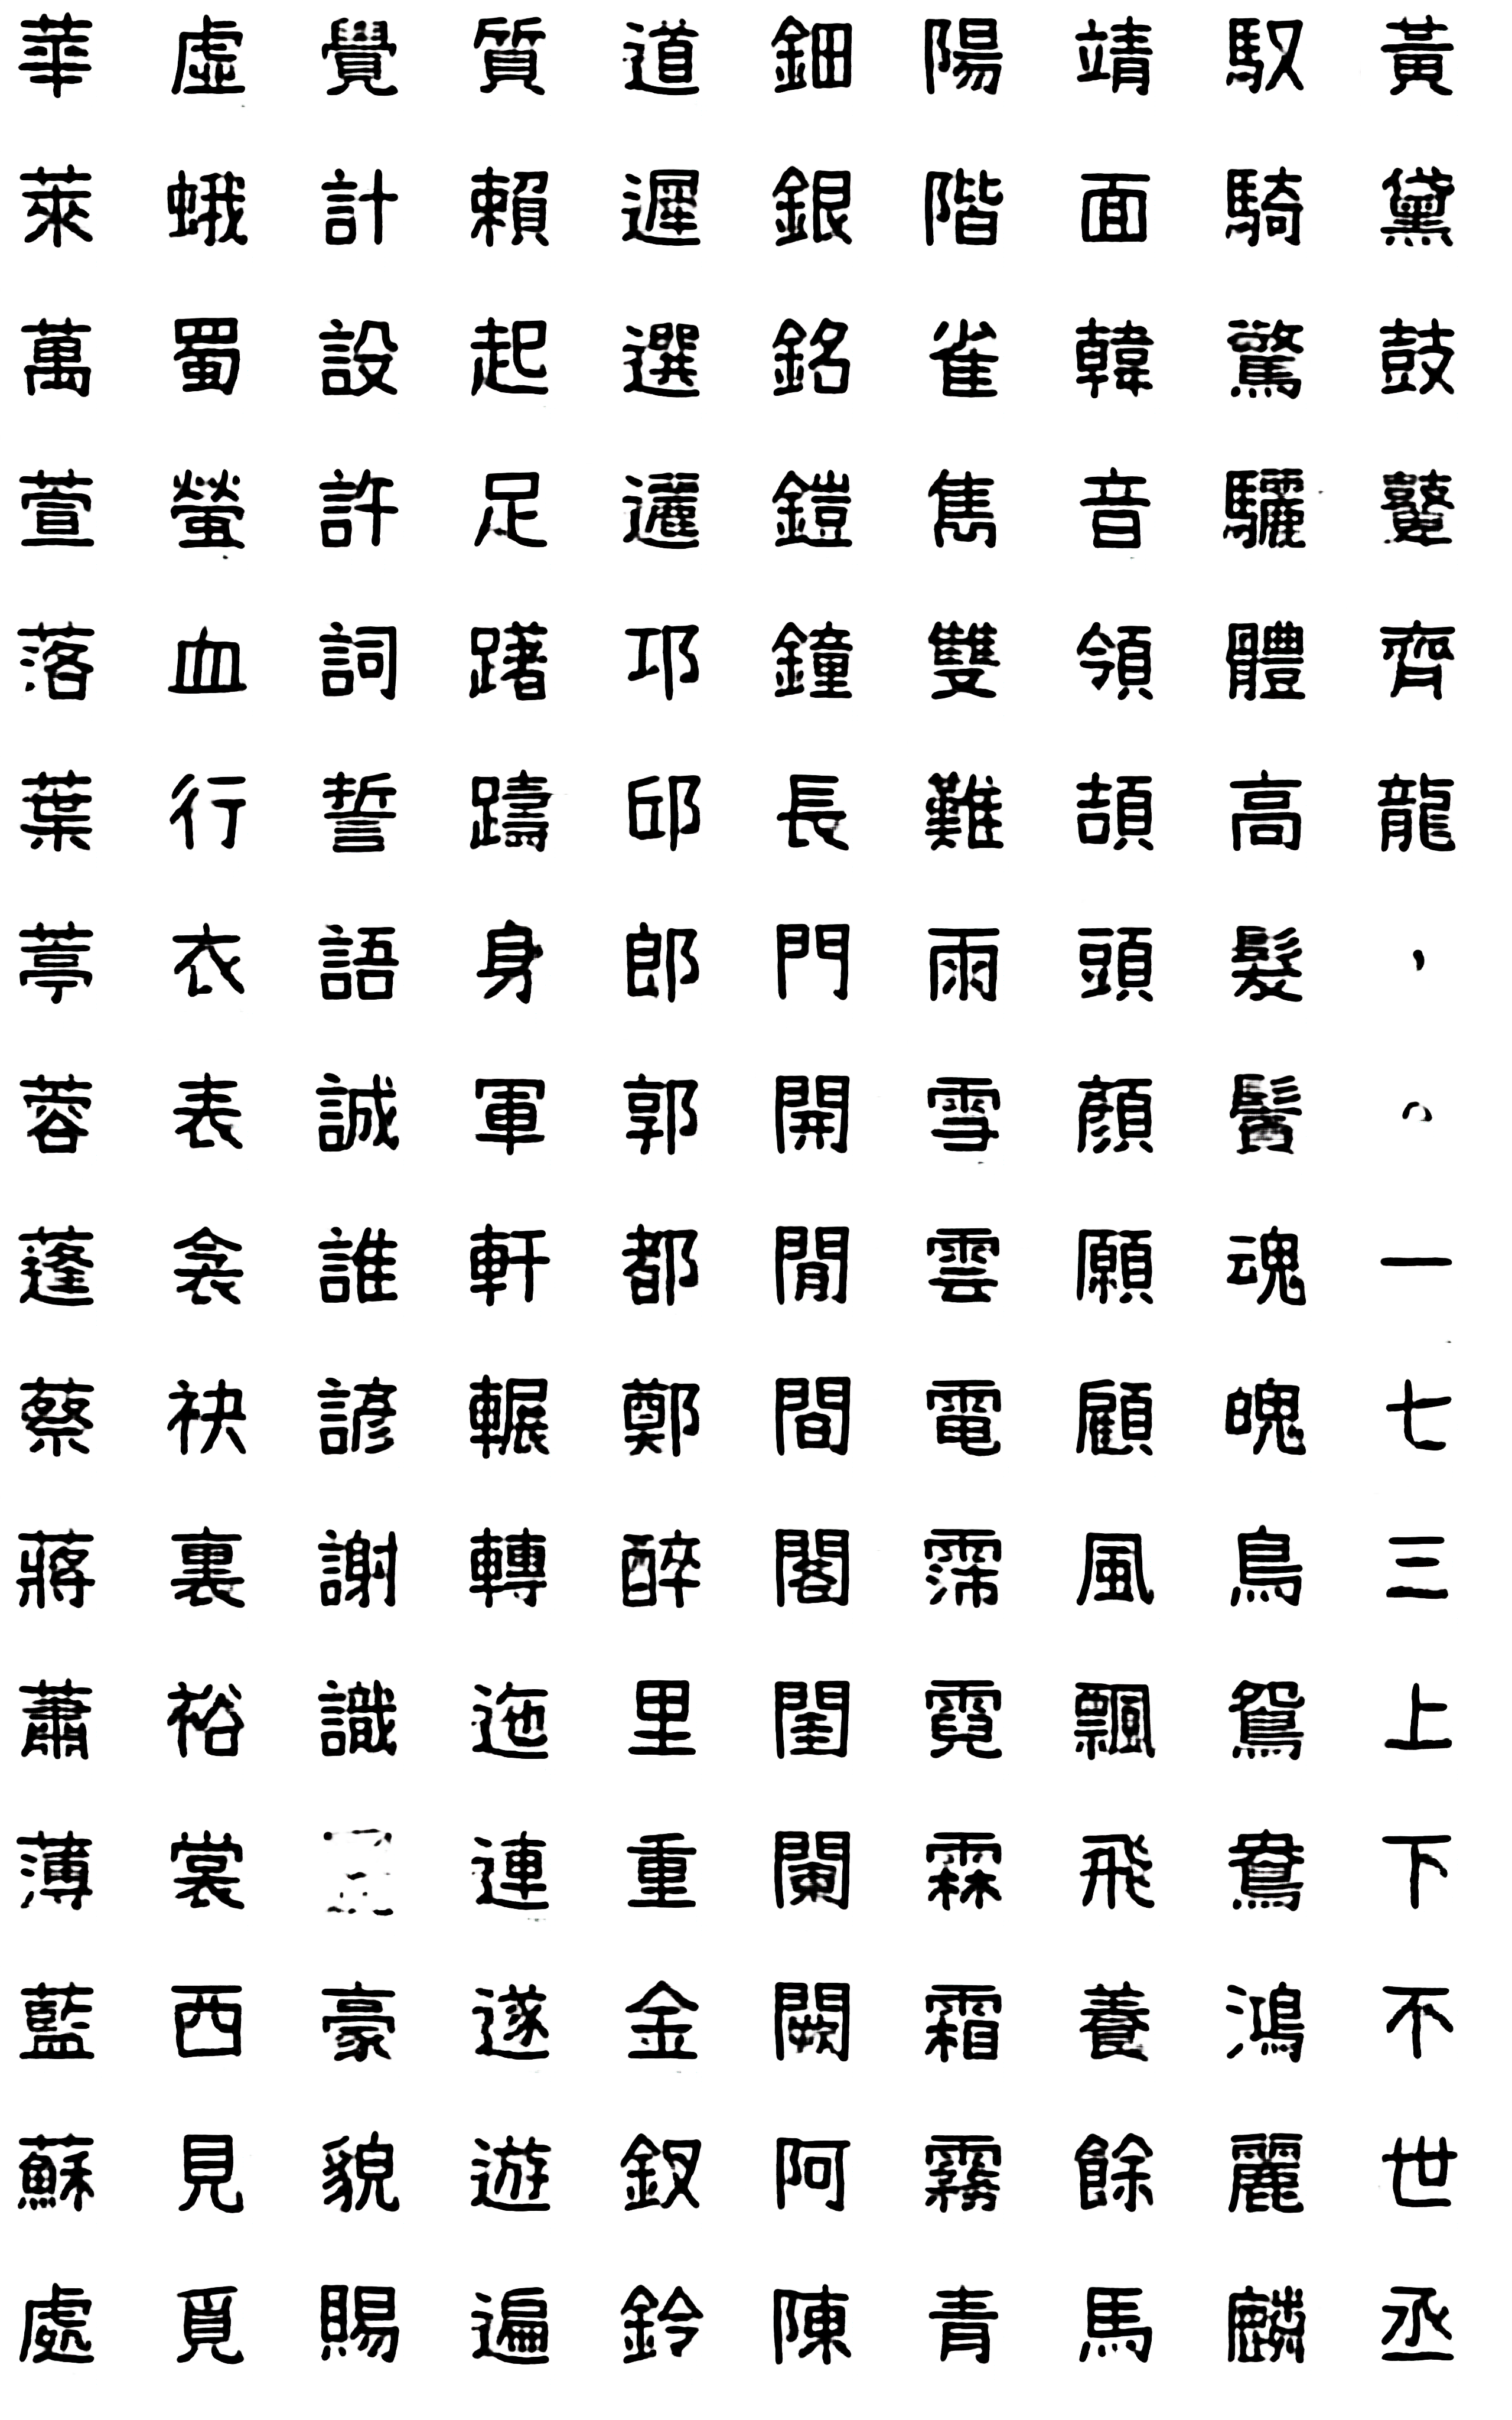 華萊萬萱落葉葶蓉蓬蔡蔣蕭薄藍蘇處
虛蛾蜀螢血行衣表衾袂裏裕裳西見覓
覺計設許詞誓語誠誰諺謝識豪貌賜
質賴起足躇躊身軍軒輾轉迤連遂遊遍
道遲選邐邛邱郎郭都鄭醉里重金釵鈴
鈿銀銘鎧鐘長門開閒間閣閨闌闕阿陳
陽階雀雋雙難雨雪雲電霈霓霖霜霧青
靖面韓音領頡頭顏願顧風飄飛養餘馬
馭騎驚驪體高髮鬢魂魄鳥鴛鴦鴻麗麟
黃黛鼓鼙齊龍，。一七三上下不世丞